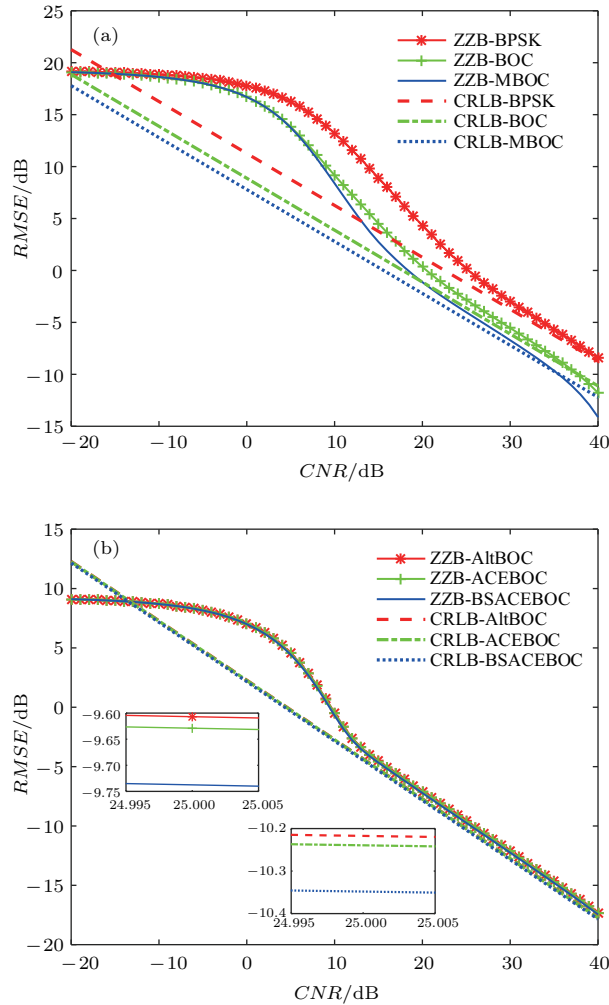 (a)
ZZB-BPSK
ZZB-BOC
ZZB-MBOC
CRLB-BPSK
CRLB-BOC
CRLB-MBOC
25
20
15
10
5
0
−5
−10
15
RMSE/dB
−20
−10
0
10
20
30
40
CNR/dB
(b)
ZZB-AltBOC
ZZB-ACEBOC
ZZB-BSACEBOC
CRLB-AltBOC
CRLB-ACEBOC
CRLB-BSACEBOC
15
10
5
0
−5
−10
−15
−20
RMSE/dB
−9.60
−9.65
−9.70
−9.75
24.995
25.000
25.005
−10.2
−10.3
−10.4
24.995
25.000
25.005
−20
−10
0
10
20
30
40
CNR/dB